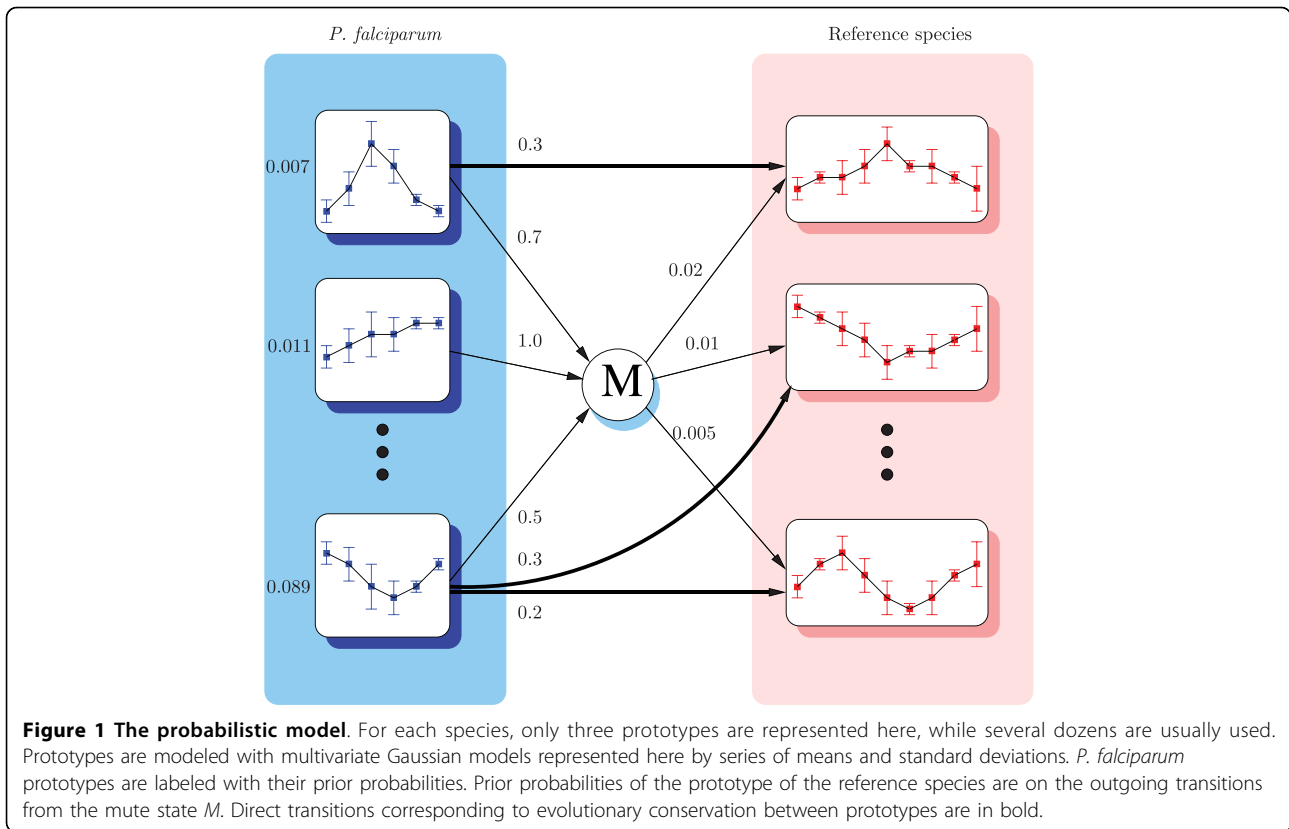 P. falciparum
Reference species
0.007
0.3
0.7
0.02
0.011
1.0
0.01
M
0.005
0.5
0.3
0.089
0.2
Figure 1 The probabilistic model. For each species, only three prototypes are represented here, while several dozens are usually used.
Prototypes are modeled with multivariate Gaussian models represented here by series of means and standard deviations. P. falciparum
prototypes are labeled with their prior probabilities. Prior probabilities of the prototype of the reference species are on the outgoing transitions
from the mute state M. Direct transitions corresponding to evolutionary conservation between prototypes are in bold.